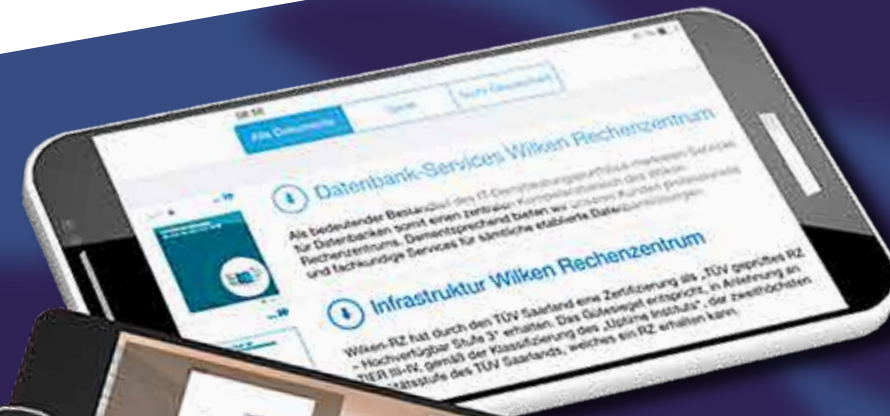 08:50
Alle Dokumente
Datenbank-Services Wilken Rechenzentrum
Als bedeutender Bestandteil des IT-Dienstleistungsportfolios markieren Services
für Datenbanken somit einen zentralen Kompetenzbereich des Wilken
Rechenzentrums. Dementsprechend bieten wir unseren Kunden professionelle
und fachkundige Services für sämtliche etablierte Datenbanklösungen.
Infrastruktur Wilken Rechenzentrum
Wilken-RZ hat durch den TÜV Saarland eine Zertifizierung als „TÜV geprüftes RZ
– Hochverfügbar Stufe 3“ erhalten. Das Gütesiegel entspricht, in Anlehnung an
TIER III-IV, gemäß der Klassifizierung des „Uptime Instituts“, der zweithöchsten
tätsstufe des TÜV Saarlands, welches ein RZ erhalten kann.